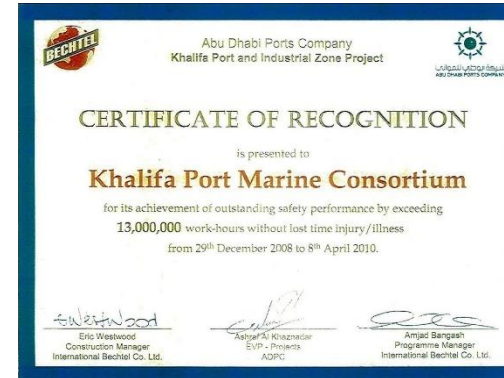 BECHTEL
Abu Dhabi Ports Company
Khalifa Port and Industrial Zone Project
ABU DHABI PORTS COMPANY
CERTIFICATE OF RECOGNITION
is presented to
Khalifa Port Marine Consortium
for its achievement of outstanding safety performance by exceeding
13,000,000 work-hours without lost time injury/illness
from 29th December 2008 to 8th April 2010.
Eric Westwood
Construction Manager
International Bechtel Co. Ltd.
Ashraf Al Khaznadar
EVP - Projects
ADPC
Amjad Bangash
Programme Manager
International Bechtel Co. Ltd.